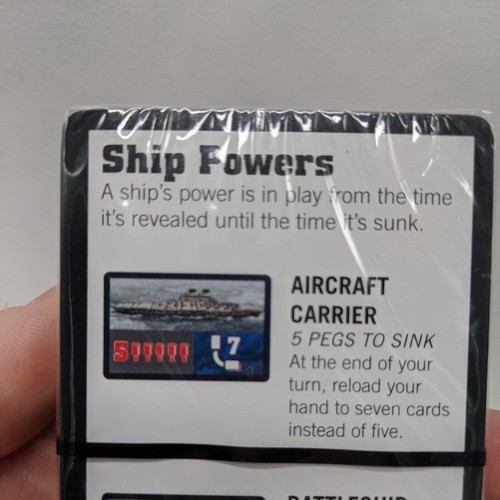 Ship Powers
A ship's power is in play from the time
it's revealed until the time it's sunk.
AIRCRAFT
CARRIER
5 PEGS TO SINK
At the end of your
turn, reload your
hand to seven cards
instead of five.
5
7
BATTLESHIP